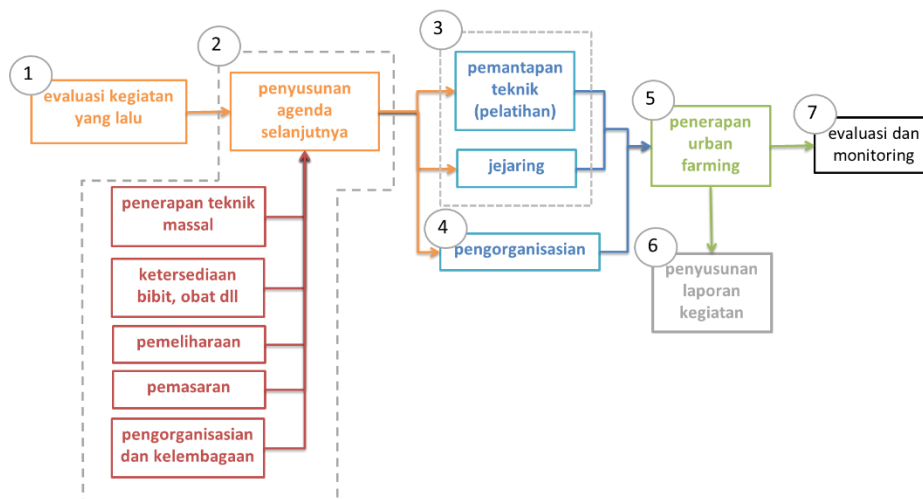 1
evaluasi kegiatan
yang lalu
2
penyusunan
agenda
selanjutnya
penerapan teknik
massal
ketersediaan
bibit, obat dll
pemeliharaan
pemasaran
pengorganisasian
dan kelembagaan
3
pemantapan
teknik
(pelatihan)
jejaring
4
pengorganisasian
5
penerapan
urban
farming
6
penyusunan
laporan
kegiatan
7
evaluasi dan
monitoring